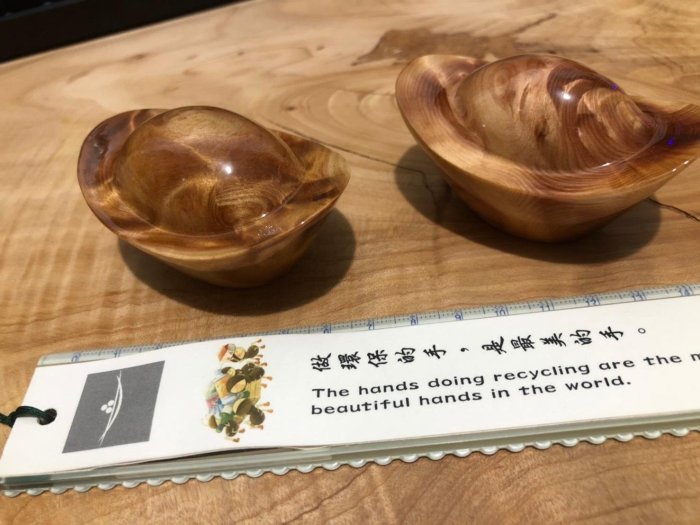 做環保的手，是最美的手。
The hands doing recycling are the
beautiful hands in the world.